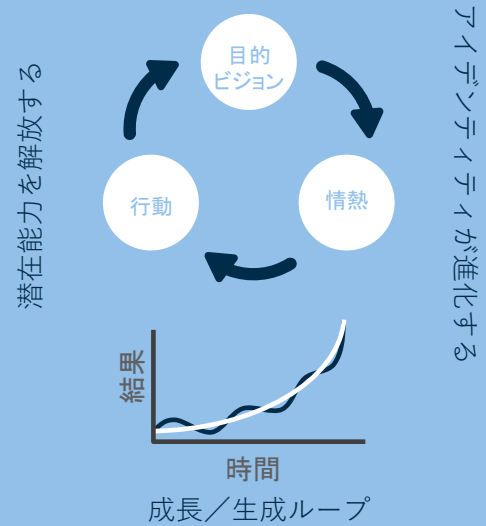 目的
ビジョン
潜在能力を解放する
アイデンティティが進化する
行動
情熱
結果
時間
成長／生成ループ